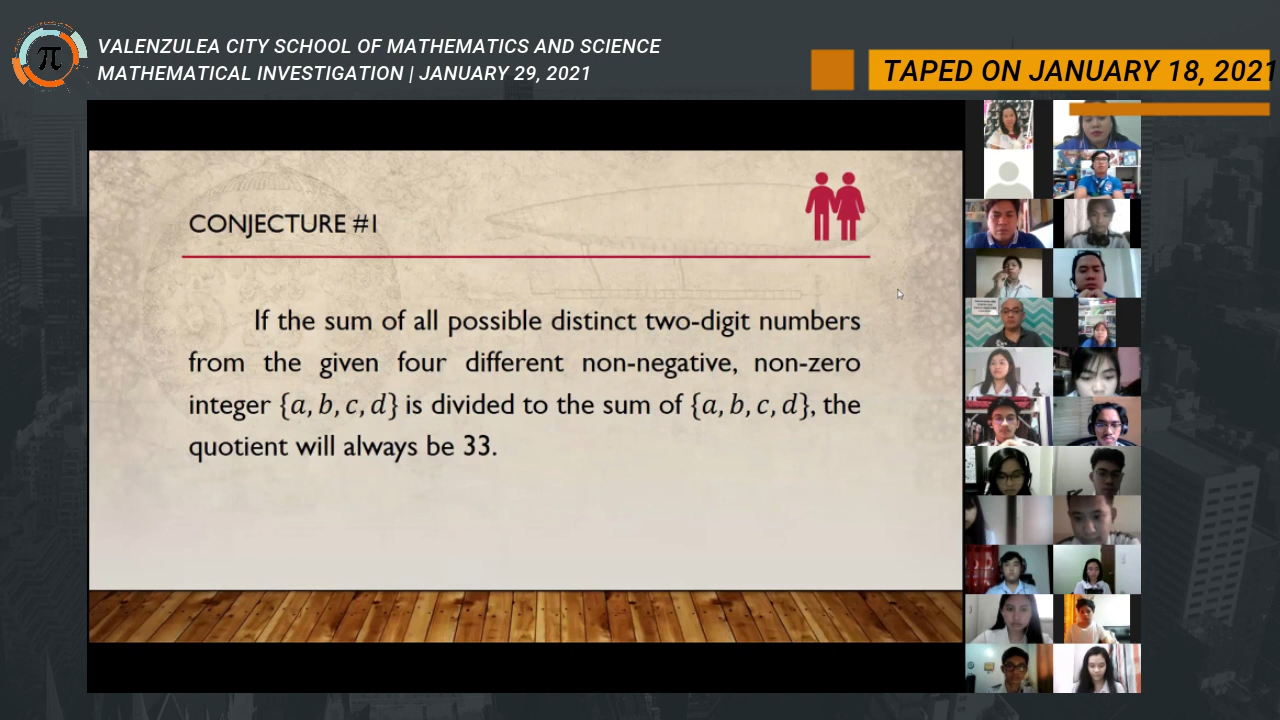 VALENZULEA CITY SCHOOL OF MATHEMATICS AND SCIENCE
MATHEMATICAL INVESTIGATION | JANUARY 29, 2021
TAPED ON JANUARY 18, 2021
π
CONJECTURE #1
If the sum of all possible distinct two-digit numbers
from the given four different non-negative, non-zero
integer {a, b, c, d} is divided to the sum of {a, b, c, d}, the
quotient will always be 33.